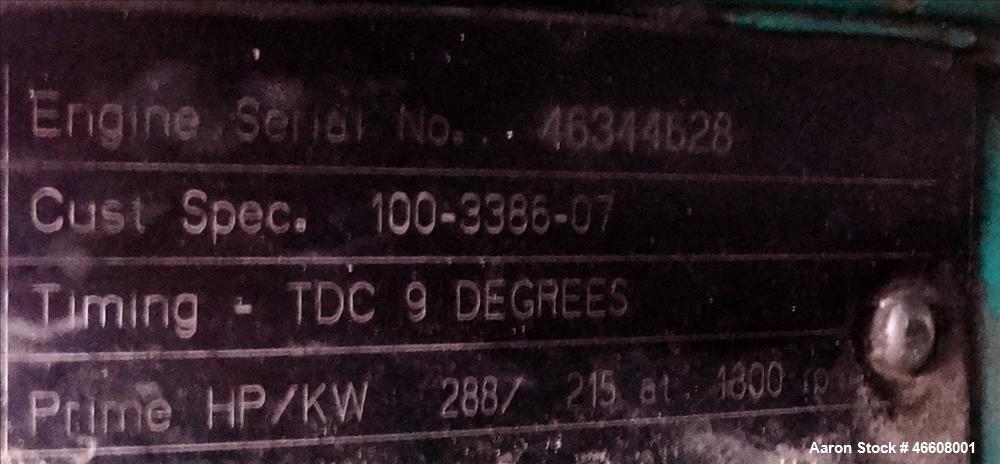 Engine Serial No. 46344628
Cust Spec. 100-3386-07
Timing - TDC 9 DEGREES
Prime HP/KW 288/ 215 at 1800
Aaron Stock # 46608001